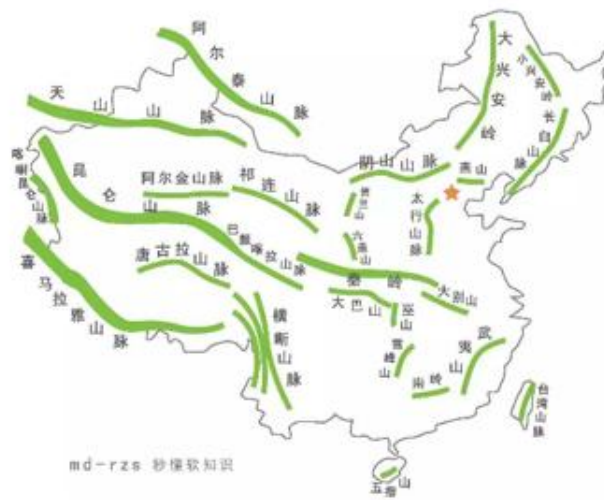 阿尔泰山脉
天山山脉
大兴安岭
小兴安岭
长白山脉
喀喇昆仑山脉
昆仑山脉
阿尔金山脉
祁连山脉
阴山山脉
燕山
贺兰山
太行山脉
六盘山
巴颜喀拉山脉
唐古拉山脉
喜马拉雅山脉
横断山脉
秦岭
大巴山
巫山
大别山
雪峰山
武夷山
南岭
台湾山脉
五指山
md-rzs 秒懂软知识